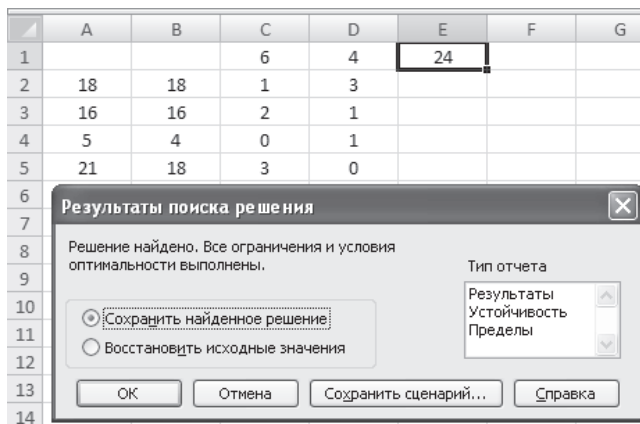 A B C D E F G
1 6 4 24
2 18 18 1 3
3 16 16 2 1
4 5 4 0 1
5 21 18 3 0
6
7
8
9
10
11
12
13
14
Результаты поиска решения
Решение найдено. Все ограничения и условия
оптимальности выполнены.
Тип отчета
Результаты
Устойчивость
Пределы
Сохранить найденное решение
Восстановить исходные значения
ОК
Отмена
Сохранить сценарий...
Справка